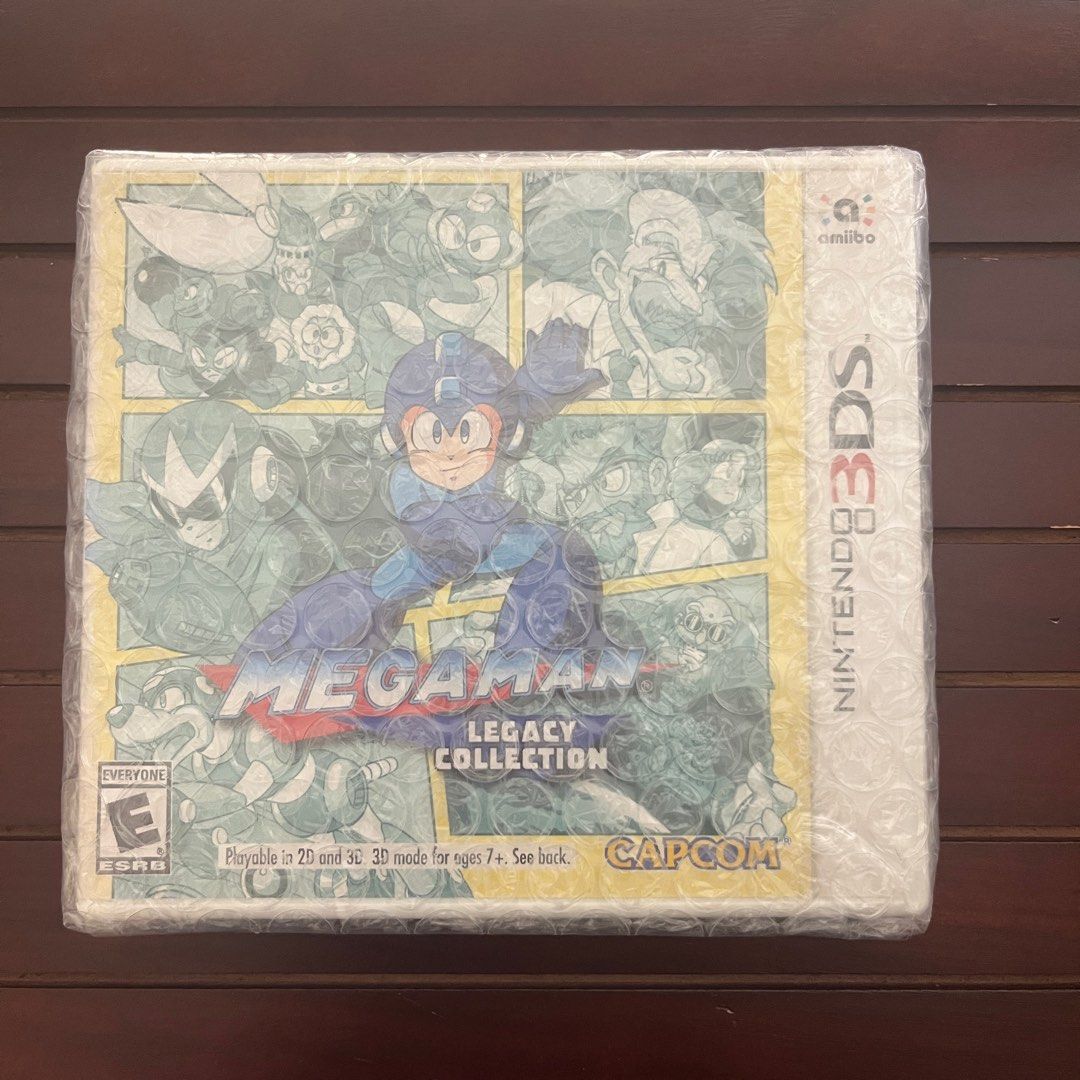 amiibo
NINTENDO 3DS™
MEGAMAN®
LEGACY
COLLECTION
EVERYONE
E
ESRB
Playable in 2D and 3D. 3D mode for ages 7+. See back.
CAPCOM®